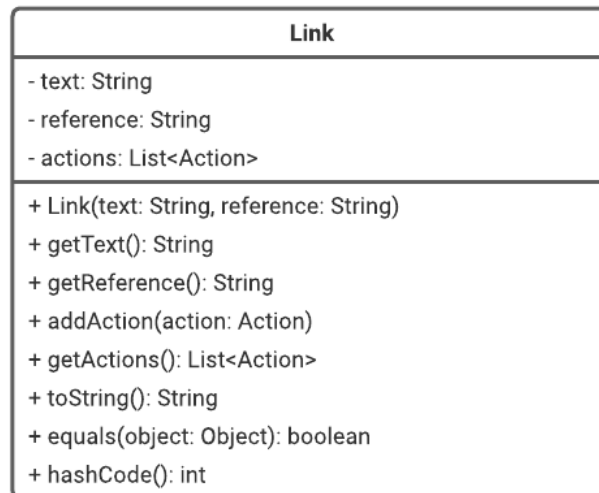 Link
- text: String
- reference: String
- actions: List<Action>
+ Link(text: String, reference: String)
+ getText(): String
+ getReference(): String
+ addAction(action: Action)
+ getActions(): List<Action>
+ toString(): String
+ equals(object: Object): boolean
+ hashCode(): int